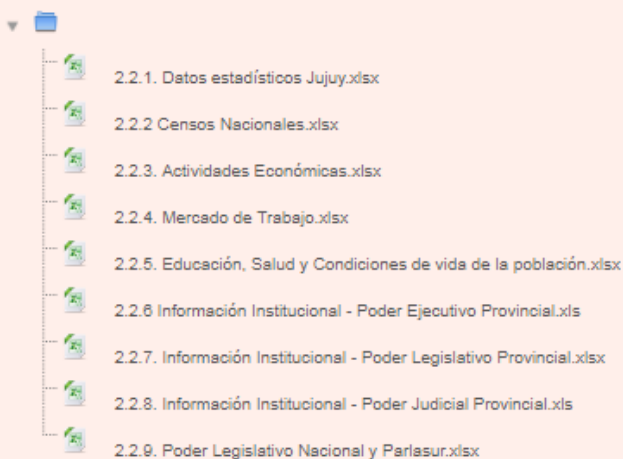 2.2.1. Datos estadísticos Jujuy.xlsx
2.2.2 Censos Nacionales.xlsx
2.2.3. Actividades Económicas.xlsx
2.2.4. Mercado de Trabajo.xlsx
2.2.5. Educación, Salud y Condiciones de vida de la población.xlsx
2.2.6 Información Institucional - Poder Ejecutivo Provincial.xls
2.2.7. Información Institucional - Poder Legislativo Provincial.xlsx
2.2.8. Información Institucional - Poder Judicial Provincial.xls
2.2.9. Poder Legislativo Nacional y Parlasur.xlsx